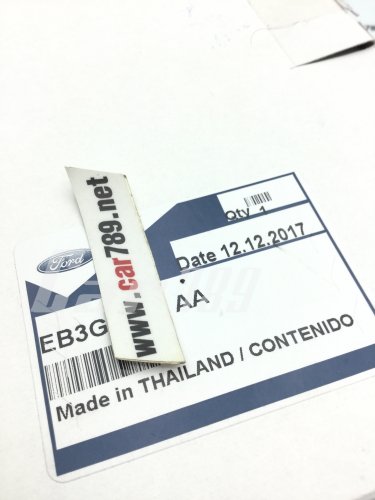 Qty 1
Date 12.12.2017
Ford
www.car789.net
EB3G
AA
Made in THAILAND / CONTENIDO